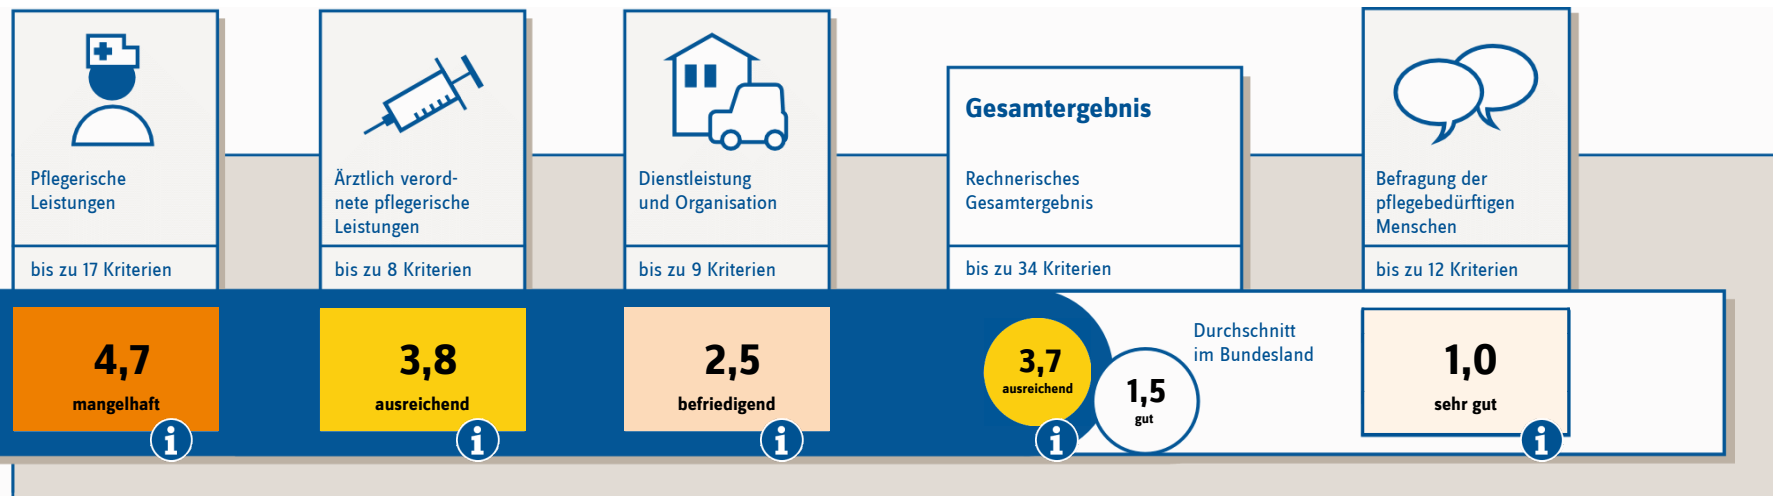 Pflegerische
Leistungen
bis zu 17 Kriterien
4,7
mangelhaft
i
Ärztlich verord-
nete pflegerische
Leistungen
bis zu 8 Kriterien
3,8
ausreichend
i
Dienstleistung
und Organisation
bis zu 9 Kriterien
2,5
befriedigend
i
Gesamtergebnis
Rechnerisches
Gesamtergebnis
bis zu 34 Kriterien
3,7
ausreichend
i
1,5
gut
Durchschnitt
im Bundesland
Befragung der
pflegebedürftigen
Menschen
bis zu 12 Kriterien
1,0
sehr gut
i